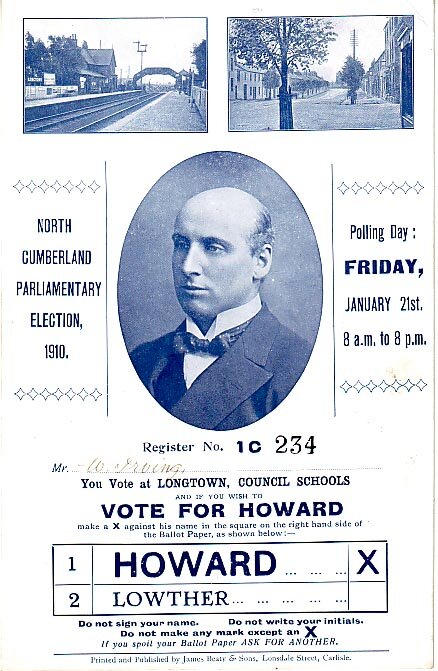 NORTH
CUMBERLAND
PARLIAMENTARY
ELECTION,
1910.
Polling Day :
FRIDAY,
JANUARY 21st.
8 a.m. to 8 p.m.
Register No. 1C 234
Mr. W. Irving,
You Vote at LONGTOWN, COUNCIL SCHOOLS
AND IF YOU WISH TO
VOTE FOR HOWARD
make a X against his name in the square on the right hand side of
the Ballot Paper, as shown below:—
1 HOWARD ... ... X
2 LOWTHER ... ... ...
Do not sign your name. Do not write your initials.
Do not make any mark except an X
If you spoil your Ballot Paper ASK FOR ANOTHER.
Printed and Published by James Beaty & Sons, Lonsdale Street, Carlisle.